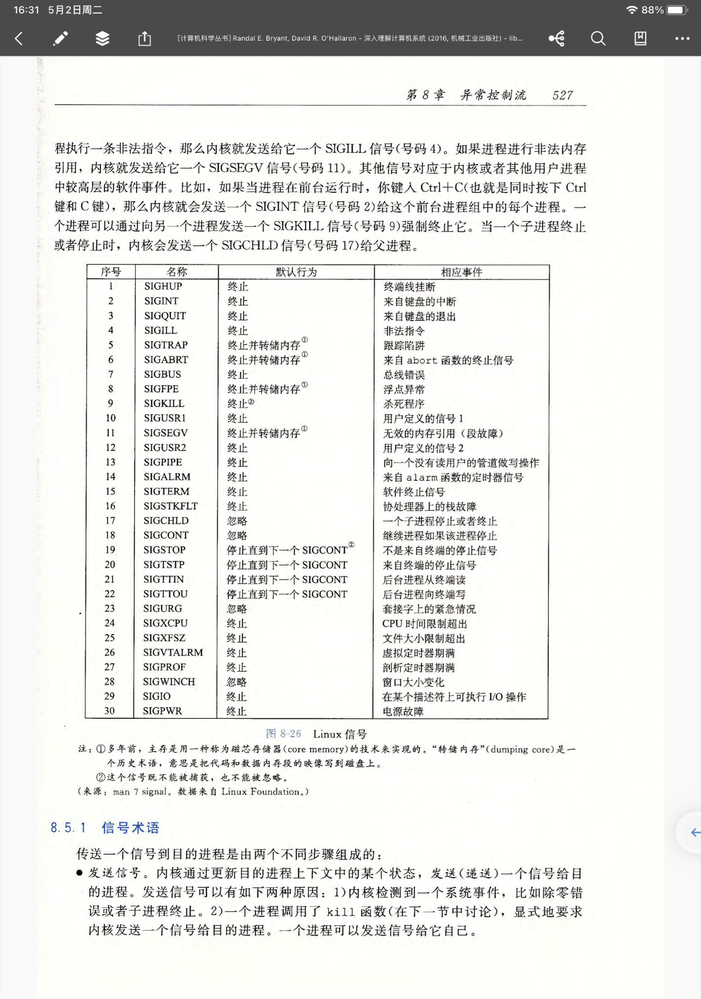 16:31 5月2日周二
88%
[计算机科学丛书] Randal E. Bryant, David R. O'Hallaron - 深入理解计算机系统 (2016, 机械工业出版社) - lib...
第 8 章 异常控制流 527
程执行一条非法指令，那么内核就发送给它一个 SIGILL 信号(号码 4)。如果进程进行非法内存
引用，内核就发送给它一个 SIGSEGV 信号(号码 11)。其他信号对应于内核或者其他用户进程
中较高层的软件事件。比如，如果当进程在前台运行时，你键入 Ctrl+C(也就是同时按下 Ctrl
键和 C 键)，那么内核就会发送一个 SIGINT 信号(号码 2)给这个前台进程组中的每个进程。一
个进程可以通过向另一个进程发送一个 SIGKILL 信号(号码 9)强制终止它。当一个子进程终止
或者停止时，内核会发送一个 SIGCHLD 信号(号码 17)给父进程。
序号 名称 默认行为 相应事件
1 SIGHUP 终止 终端线挂断
2 SIGINT 终止 来自键盘的中断
3 SIGQUIT 终止 来自键盘的退出
4 SIGILL 终止 非法指令
5 SIGTRAP 终止并转储内存① 跟踪陷阱
6 SIGABRT 终止并转储内存① 来自 abort 函数的终止信号
7 SIGBUS 终止 总线错误
8 SIGFPE 终止并转储内存① 浮点异常
9 SIGKILL 终止② 杀死程序
10 SIGUSR1 终止 用户定义的信号 1
11 SIGSEGV 终止并转储内存① 无效的内存引用（段故障）
12 SIGUSR2 终止 用户定义的信号 2
13 SIGPIPE 终止 向一个没有读用户的管道做写操作
14 SIGALRM 终止 来自 alarm 函数的定时器信号
15 SIGTERM 终止 软件终止信号
16 SIGSTKFLT 终止 协处理器上的栈故障
17 SIGCHLD 忽略 一个子进程停止或者终止
18 SIGCONT 忽略 继续进程如果该进程停止
19 SIGSTOP 停止直到下一个 SIGCONT② 不是来自终端的停止信号
20 SIGTSTP 停止直到下一个 SIGCONT 来自终端的停止信号
21 SIGTTIN 停止直到下一个 SIGCONT 后台进程从终端读
22 SIGTTOU 停止直到下一个 SIGCONT 后台进程向终端写
23 SIGURG 忽略 套接字上的紧急情况
24 SIGXCPU 终止 CPU 时间限制超出
25 SIGXFSZ 终止 文件大小限制超出
26 SIGVTALRM 终止 虚拟定时器期满
27 SIGPROF 终止 剖析定时器期满
28 SIGWINCH 忽略 窗口大小变化
29 SIGIO 终止 在某个描述符上可执行 I/O 操作
30 SIGPWR 终止 电源故障
图 8-26 Linux 信号
注：①多年前，主存是用一种称为磁芯存储器(core memory)的技术来实现的。“转储内存”(dumping core)是一
个历史术语，意思是把代码和数据内存段的映像写到磁盘上。
②这个信号既不能被捕获，也不能被忽略。
(来源：man 7 signal。数据来自 Linux Foundation。)
8.5.1 信号术语
传送一个信号到目的进程是由两个不同步骤组成的：
● 发送信号。内核通过更新目的进程上下文中的某个状态，发送(递送)一个信号给目
的进程。发送信号可以有如下两种原因：1)内核检测到一个系统事件，比如除零错
误或者子进程终止。2)一个进程调用了 kill 函数(在下一节中讨论)，显式地要求
内核发送一个信号给目的进程。一个进程可以发送信号给它自己。